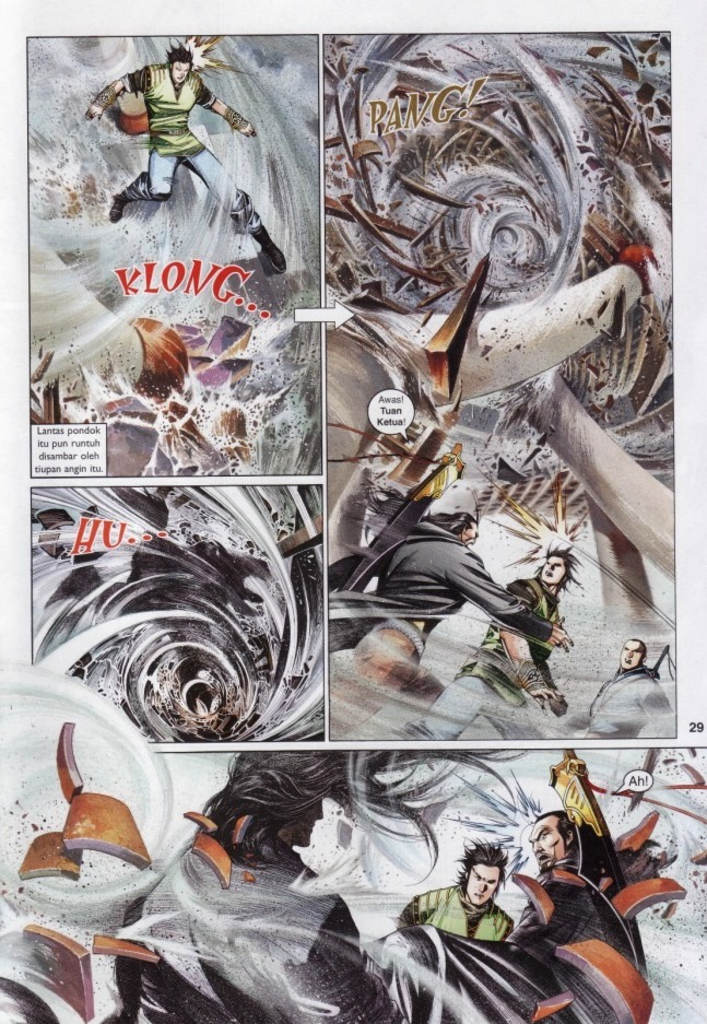 KLONG...
Lantas pondok
itu pun runtuh
disambar oleh
tiupan angin itu.
PANG!
Awas!
Tuan
Ketua!
HU...
29
Ah!